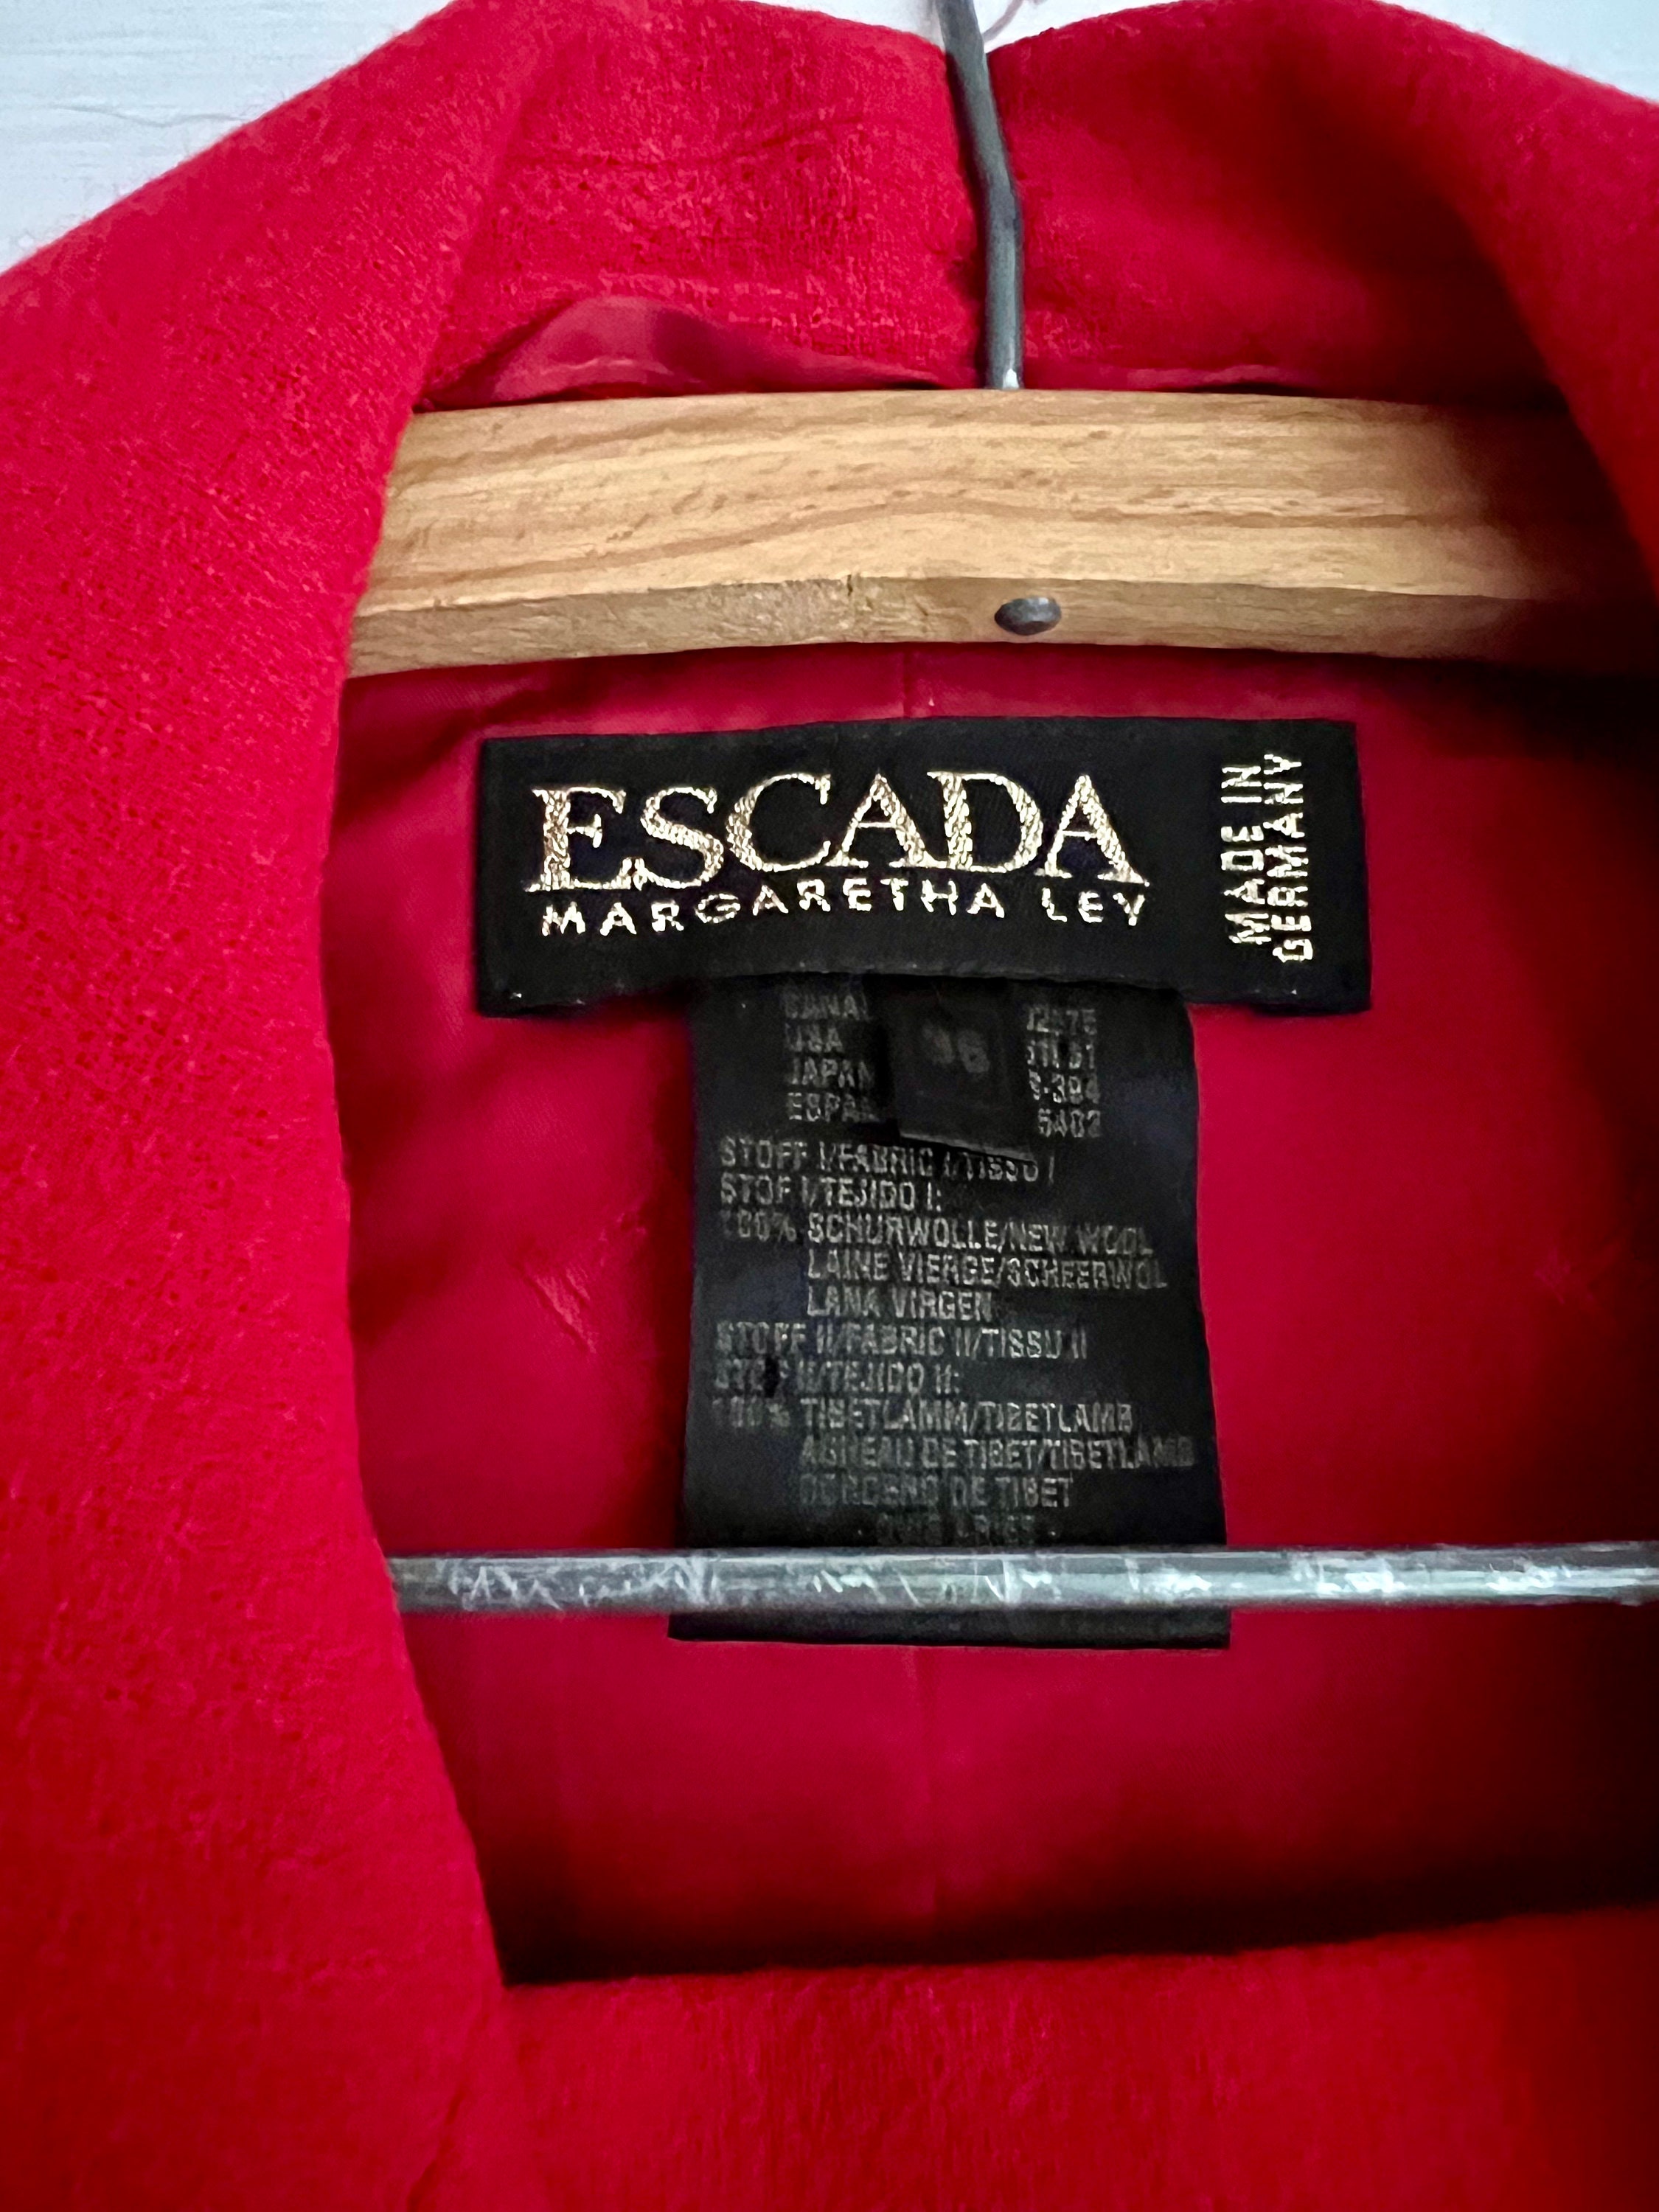 ESCADA
MARGARETHA LEY
MADE IN
GERMANY
36
USA
JAPAN
STOFF I/FABRIC I/TISSU I
STOF I/TEJIDO I:
100% SCHURWOLLE/NEW WOOL
LAINE VIERGE/SCHEERWOL
LANA VIRGEN
STOFF II/FABRIC II/TISSU II
STOF II/TEJIDO II:
100% TIBETLAMM/TIBETLAMB
AGNEAU DE TIBET/TIBETLAMB
CORDERO DE TIBET